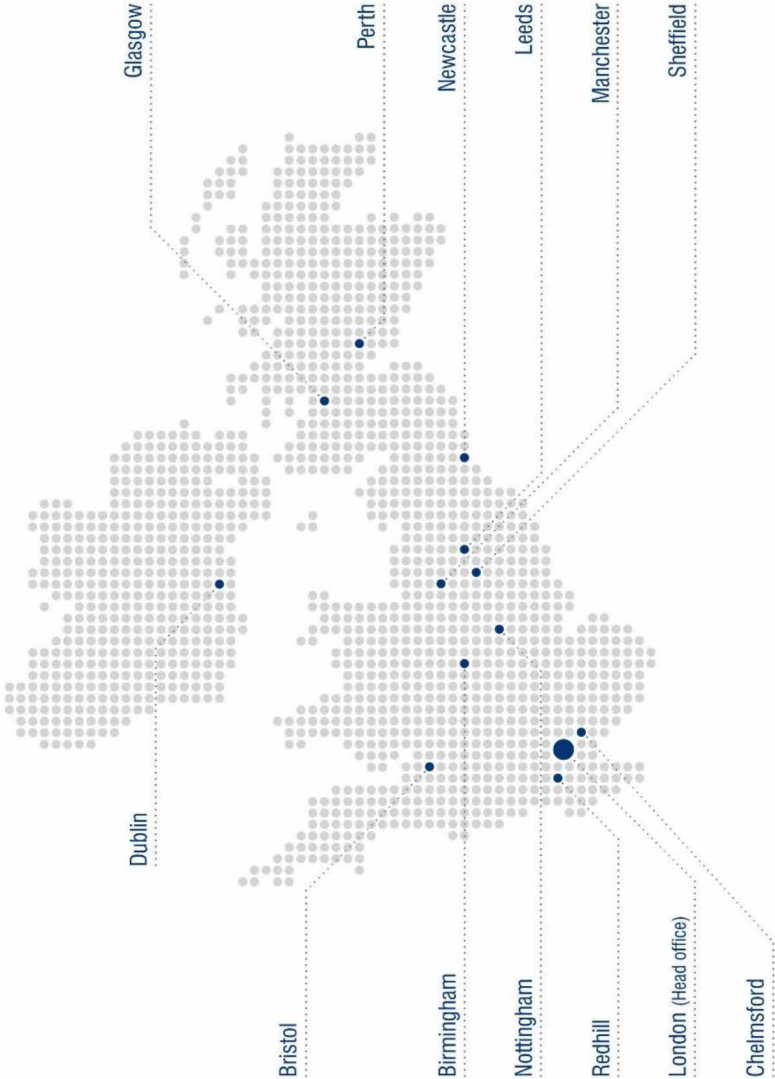 Glasgow
Perth
Newcastle
Leeds
Manchester
Sheffield
Dublin
Bristol
Birmingham
Nottingham
Redhill
London (Head office)
Chelmsford